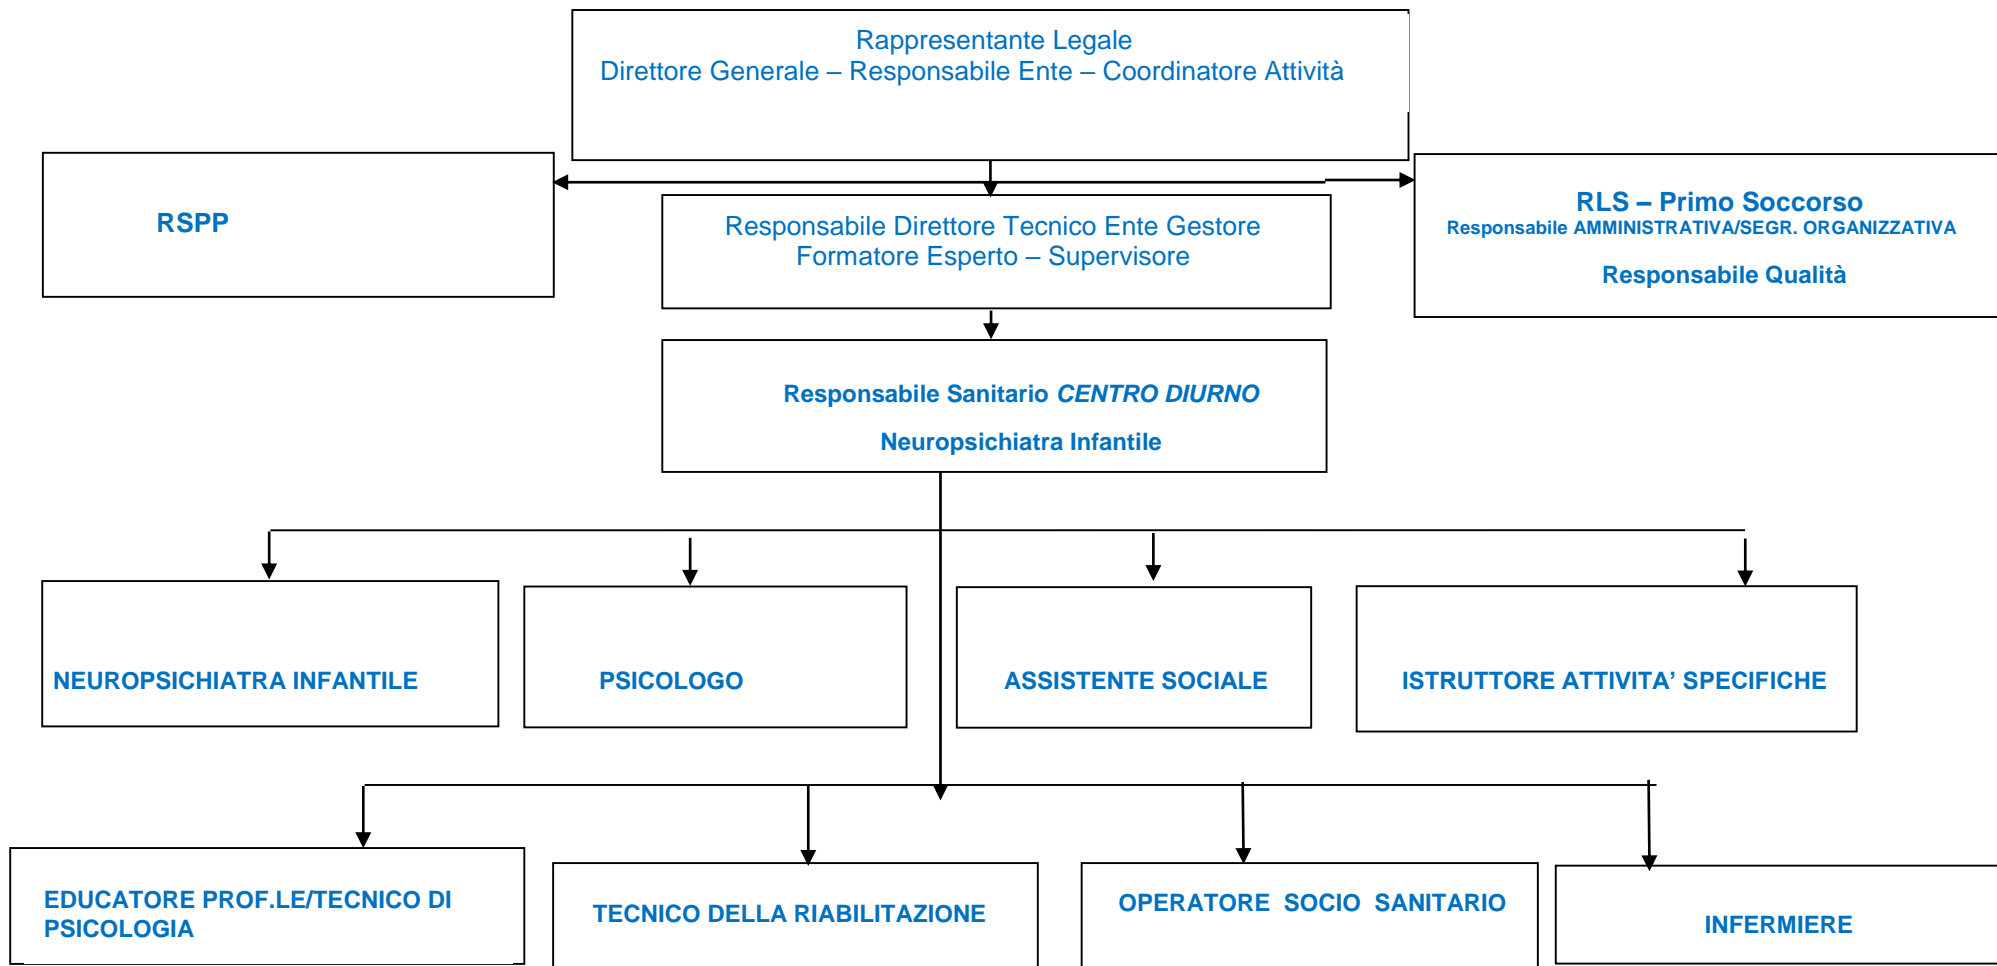 Rappresentante Legale
Direttore Generale – Responsabile Ente – Coordinatore Attività
RSPP
Responsabile Direttore Tecnico Ente Gestore
Formatore Esperto – Supervisore
RLS – Primo Soccorso
Responsabile AMMINISTRATIVA/SEGR. ORGANIZZATIVA
Responsabile Qualità
Responsabile Sanitario CENTRO DIURNO
Neuropsichiatra Infantile
NEUROPSICHIATRA INFANTILE
PSICOLOGO
ASSISTENTE SOCIALE
ISTRUTTORE ATTIVITA’ SPECIFICHE
EDUCATORE PROF.LE/TECNICO DI
PSICOLOGIA
TECNICO DELLA RIABILITAZIONE
OPERATORE SOCIO SANITARIO
INFERMIERE